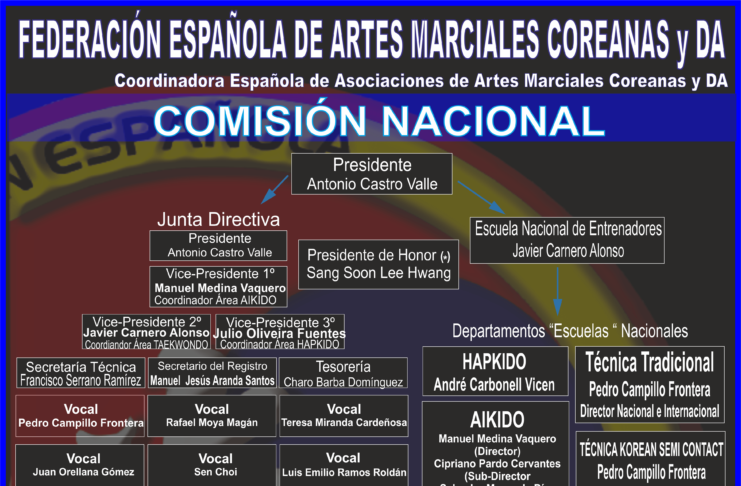 FEDERACIÓN ESPAÑOLA DE ARTES MARCIALES COREANAS y DA
Coordinadora Española de Asociaciones de Artes Marciales Coreanas y DA
COMISIÓN NACIONAL
N ESPAÑOLA
Presidente
Antonio Castro Valle
Junta Directiva
Presidente
Antonio Castro Valle
Presidente de Honor (*)
Sang Soon Lee Hwang
Escuela Nacional de Entrenadores
Javier Carnero Alonso
Vice-Presidente 1º
Manuel Medina Vaquero
Coordinador Área AIKIDO
Vice-Presidente 2º
Javier Carnero Alonso
Coordiandor Área TAEKWONDO
Vice-Presidente 3º
Julio Oliveira Fuentes
Coordinador Área HAPKIDO
Secretaría Técnica
Francisco Serrano Ramírez
Secretario del Registro
Manuel Jesús Aranda Santos
Tesorería
Charo Barba Domínguez
Vocal
Pedro Campillo Frontera
Vocal
Rafael Moya Magán
Vocal
Teresa Miranda Cardeñosa
Vocal
Juan Orellana Gómez
Vocal
Sen Choi
Vocal
Luis Emilio Ramos Roldán
Departamentos “Escuelas “ Nacionales
HAPKIDO
André Carbonell Vicen
AIKIDO
Manuel Medina Vaquero
(Director)
Cipriano Pardo Cervantes
(Sub-Director
Técnica Tradicional
Pedro Campillo Frontera
Director Nacional e Internacional
TÉCNICA KOREAN SEMI CONTACT
Pedro Campillo Frontera